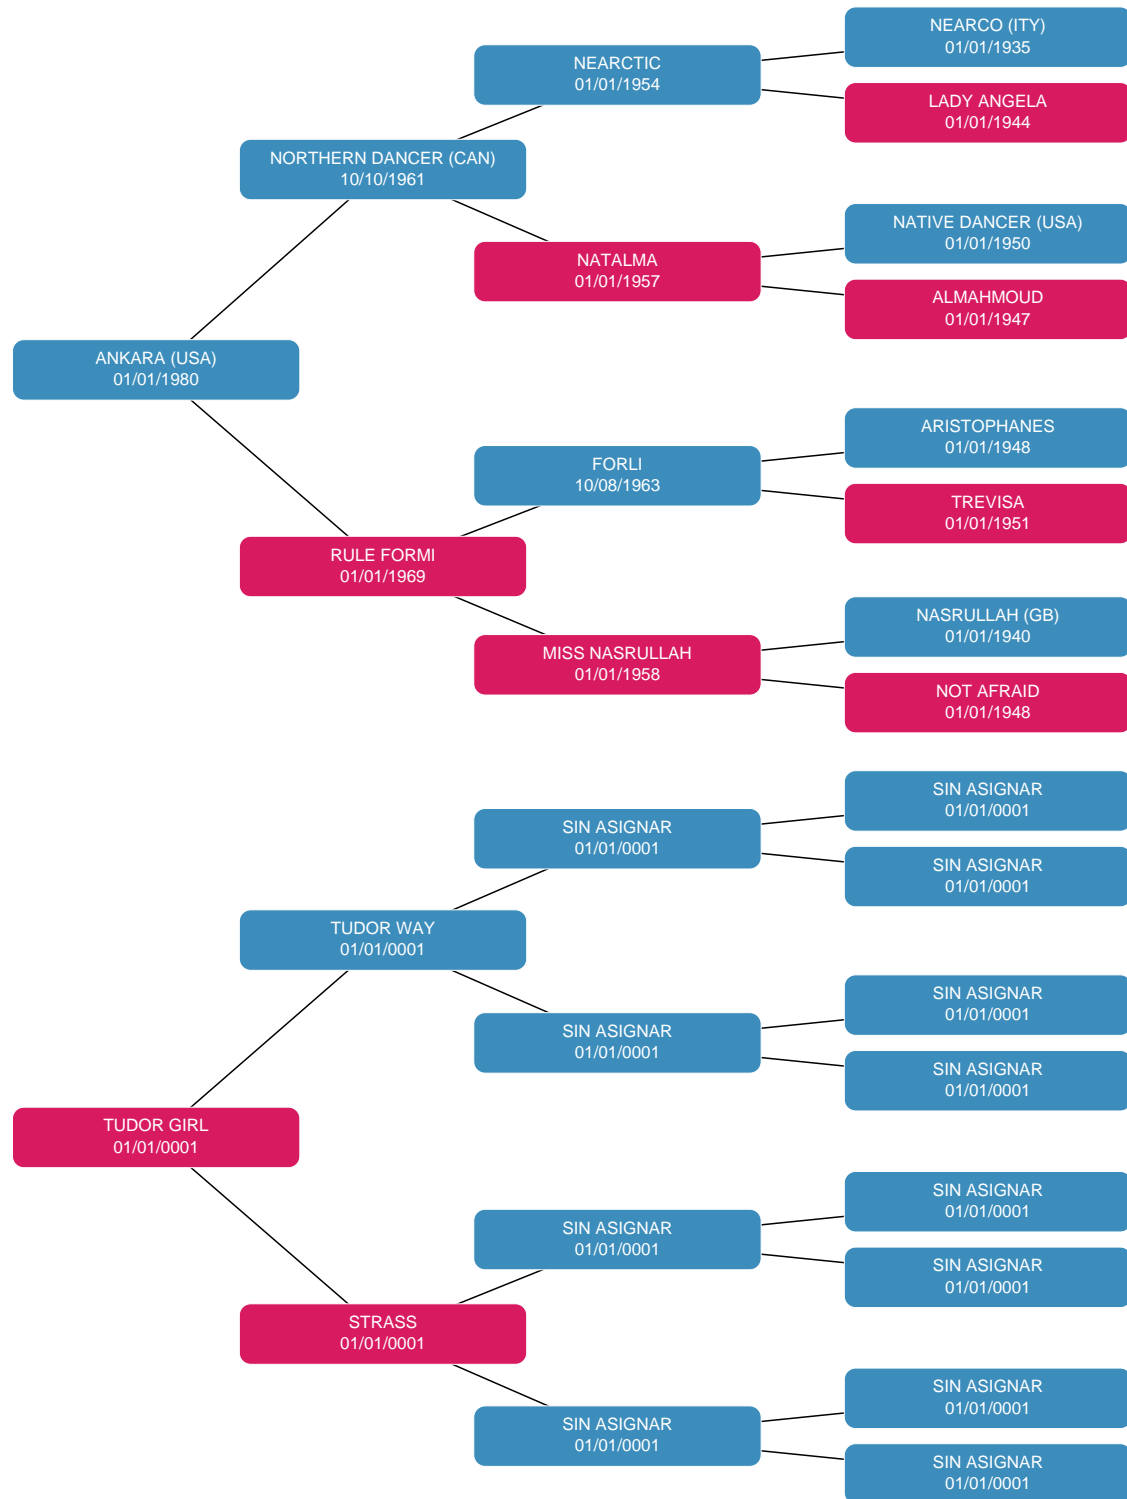 NEARCO (ITY)
01/01/1935
NEARCTIC
01/01/1954
LADY ANGELA
01/01/1944
NORTHERN DANCER (CAN)
10/10/1961
NATIVE DANCER (USA)
01/01/1950
NATALMA
01/01/1957
ALMAHMOUD
01/01/1947
ANKARA (USA)
01/01/1980
ARISTOPHANES
01/01/1948
FORLI
10/08/1963
TREVISA
01/01/1951
RULE FORMI
01/01/1969
NASRULLAH (GB)
01/01/1940
MISS NASRULLAH
01/01/1958
NOT AFRAID
01/01/1948
SIN ASIGNAR
01/01/0001
SIN ASIGNAR
01/01/0001
SIN ASIGNAR
01/01/0001
TUDOR WAY
01/01/0001
SIN ASIGNAR
01/01/0001
SIN ASIGNAR
01/01/0001
SIN ASIGNAR
01/01/0001
TUDOR GIRL
01/01/0001
SIN ASIGNAR
01/01/0001
SIN ASIGNAR
01/01/0001
SIN ASIGNAR
01/01/0001
STRASS
01/01/0001
SIN ASIGNAR
01/01/0001
SIN ASIGNAR
01/01/0001
SIN ASIGNAR
01/01/0001